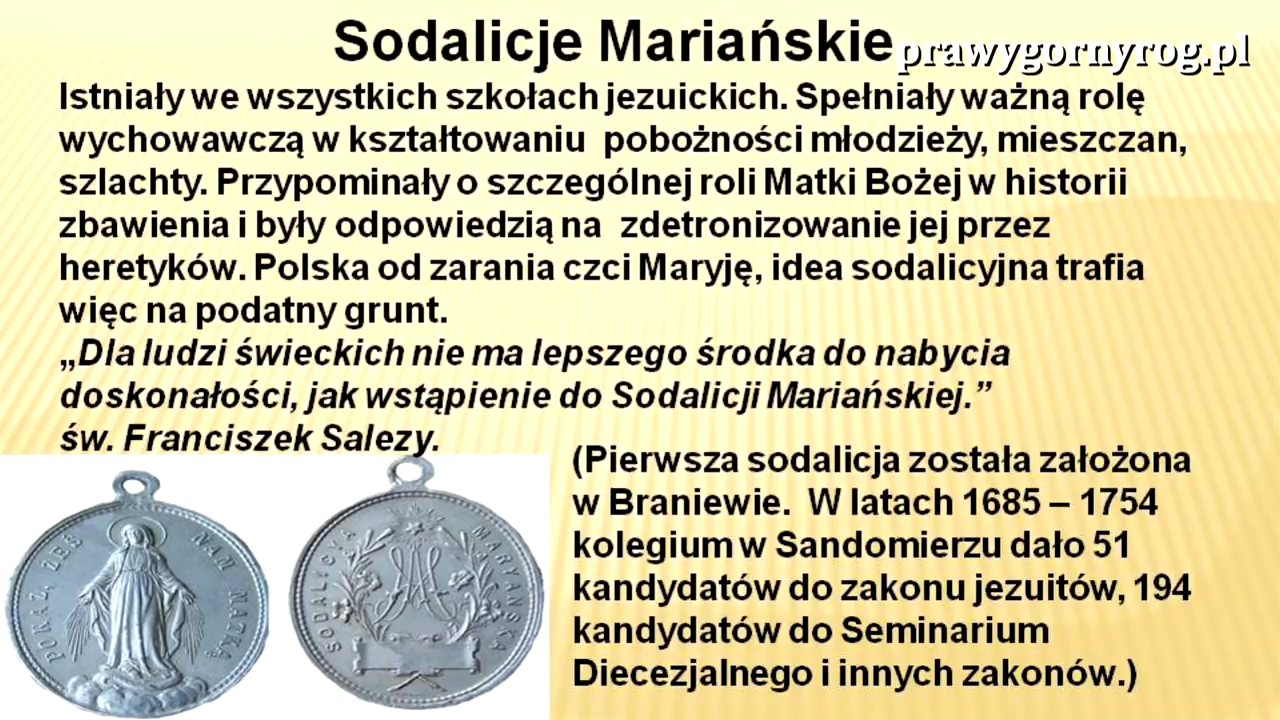 Sodalicje Mariańskie
prawygornyrog.pl
Istniały we wszystkich szkołach jezuickich. Spełniały ważną rolę
wychowawczą w kształtowaniu pobożności młodzieży, mieszczan,
szlachty. Przypominały o szczególnej roli Matki Bożej w historii
zbawienia i były odpowiedzią na zdetronizowanie jej przez
heretyków. Polska od zarania czci Maryję, idea sodalicyjna trafia
więc na podatny grunt.
„Dla ludzi świeckich nie ma lepszego środka do nabycia
doskonałości, jak wstąpienie do Sodalicji Mariańskiej.”
św. Franciszek Salezy.
(Pierwsza sodalicja została założona
w Braniewie. W latach 1685 – 1754
kolegium w Sandomierzu dało 51
kandydatów do zakonu jezuitów, 194
kandydatów do Seminarium
Diecezjalnego i innych zakonów.)
POKAŻ ŻEŚ NAM MATKĄ
SODALICJA MARYAŃSKA